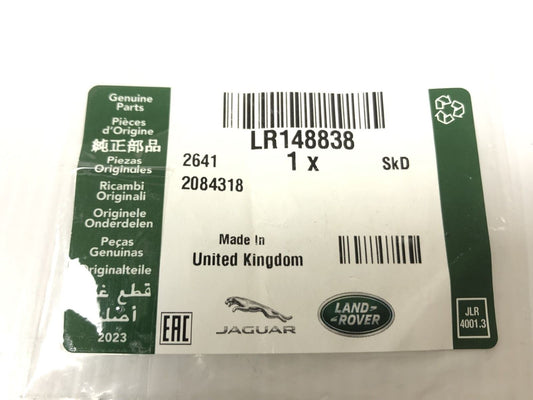 Genuine
Parts
Pièces
d'Origine
純正部品
Piezas
Originales
Ricambi
Originali
Originele
Onderdelen
Peças
Genuinas
Originalteile
قطع
أصلية
2023
LR148838
2641 1 x SkD
2084318
Made In
United Kingdom
EAC
JAGUAR
LAND
ROVER
JLR
4001.3